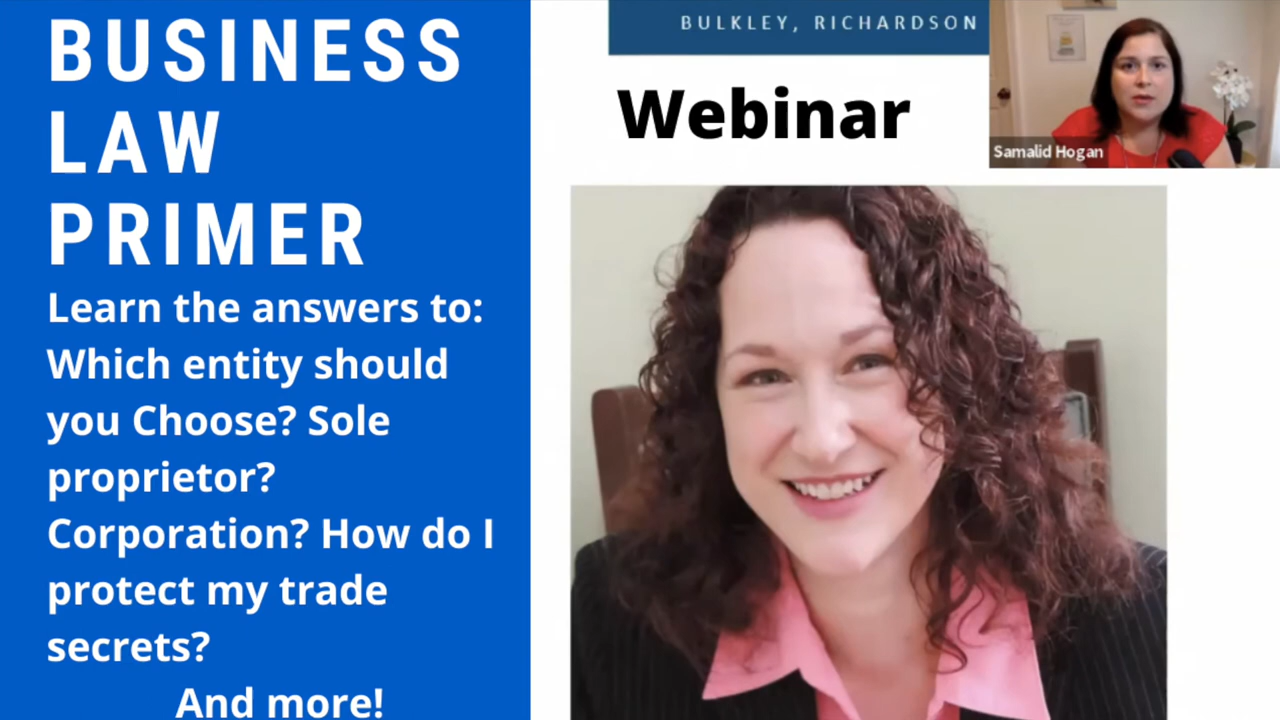 BUSINESS
LAW
PRIMER
Learn the answers to:
Which entity should
you Choose? Sole
proprietor?
Corporation? How do I
protect my trade
secrets?
And more!
BULKLEY, RICHARDSON
Webinar
Samalid Hogan